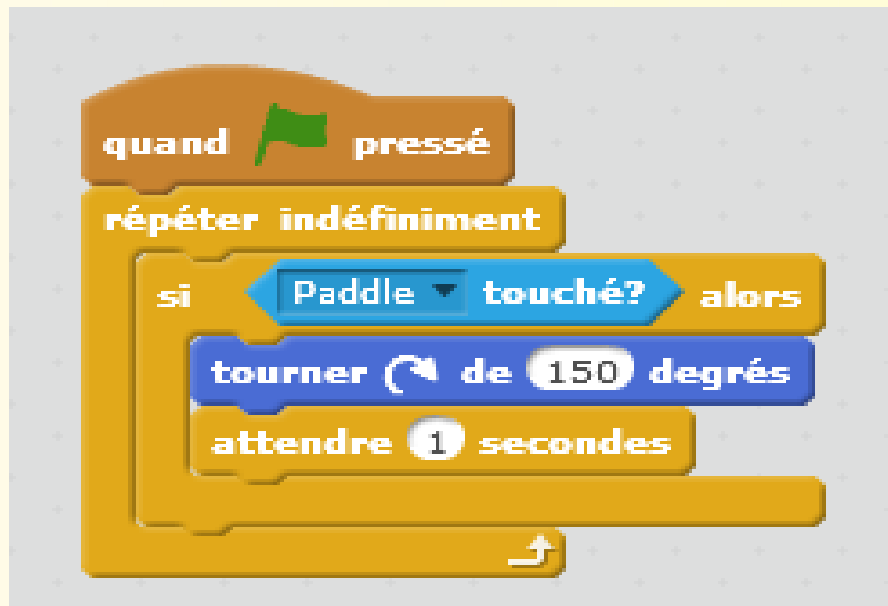 quand pressé
répéter indéfiniment
si Paddle touché? alors
tourner de 150 degrés
attendre 1 secondes